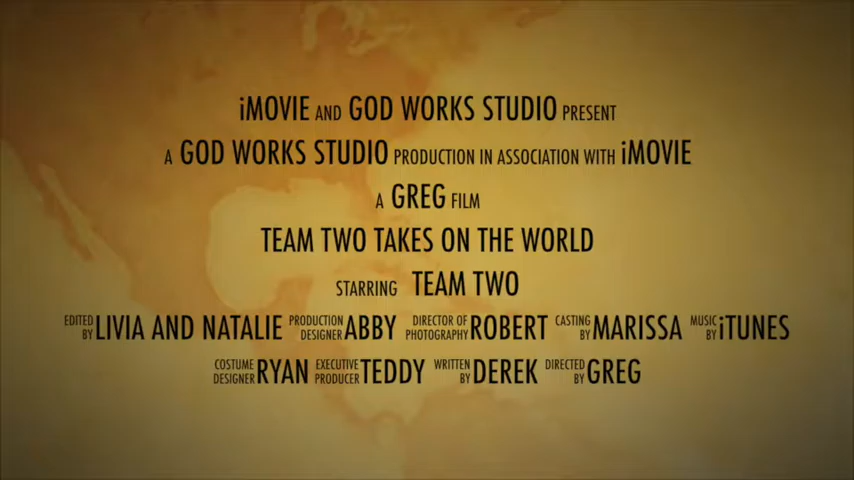 iMOVIE AND GOD WORKS STUDIO PRESENT
A GOD WORKS STUDIO PRODUCTION IN ASSOCIATION WITH iMOVIE
A GREG FILM
TEAM TWO TAKES ON THE WORLD
STARRING TEAM TWO
EDITED BY LIVIA AND NATALIE PRODUCTION DESIGNER ABBY DIRECTOR OF PHOTOGRAPHY ROBERT CASTING BY MARISSA MUSIC BY iTUNES
COSTUME DESIGNER RYAN EXECUTIVE PRODUCER TEDDY WRITTEN BY DEREK DIRECTED BY GREG